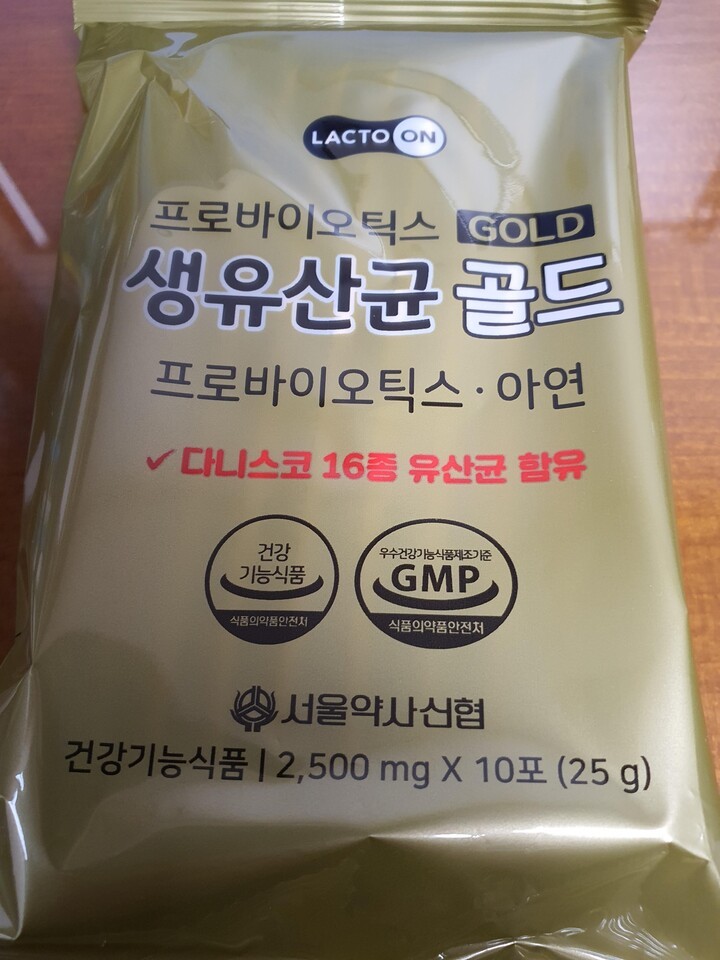 LACTO ON
프로바이오틱스 GOLD
생유산균 골드
프로바이오틱스 · 아연
✓ 다니스코 16종 유산균 함유
건강
기능식품
식품의약품안전처
우수건강기능식품제조기준
GMP
식품의약품안전처
서울약사신협
건강기능식품 | 2,500 mg X 10포 (25 g)